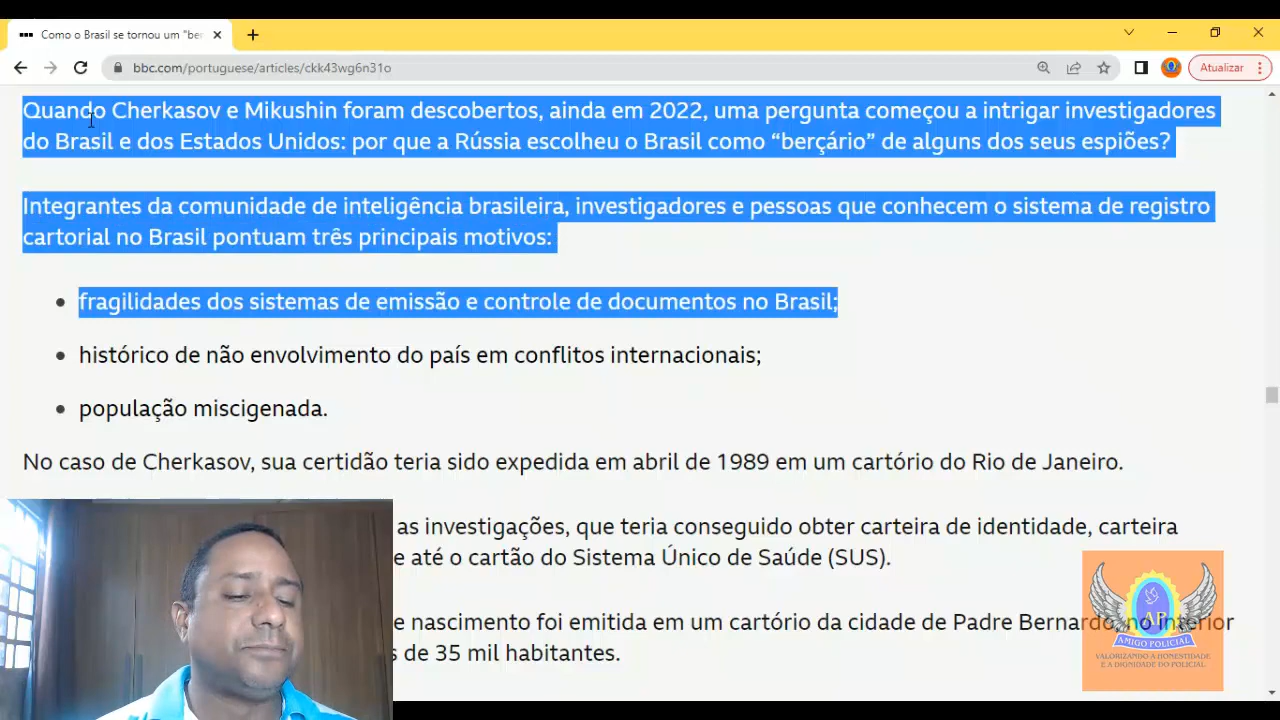 Como o Brasil se tornou um "ber
Atualizar
bbc.com/portuguese/articles/ckk43wg6n31o
Quando Cherkasov e Mikushin foram descobertos, ainda em 2022, uma pergunta começou a intrigar investigadores
do Brasil e dos Estados Unidos: por que a Rússia escolheu o Brasil como “berçário” de alguns dos seus espiões?
Integrantes da comunidade de inteligência brasileira, investigadores e pessoas que conhecem o sistema de registro
cartorial no Brasil pontuam três principais motivos:
• fragilidades dos sistemas de emissão e controle de documentos no Brasil;
• histórico de não envolvimento do país em conflitos internacionais;
• população miscigenada.
No caso de Cherkasov, sua certidão teria sido expedida em abril de 1989 em um cartório do Rio de Janeiro.
as investigações, que teria conseguido obter carteira de identidade, carteira
e até o cartão do Sistema Único de Saúde (SUS).
e nascimento foi emitida em um cartório da cidade de Padre Bernardo, no interior
s de 35 mil habitantes.
AP
AMIGO POLICIAL
VALORIZANDO A HONESTIDADE
E A DIGNIDADE DO POLICIAL